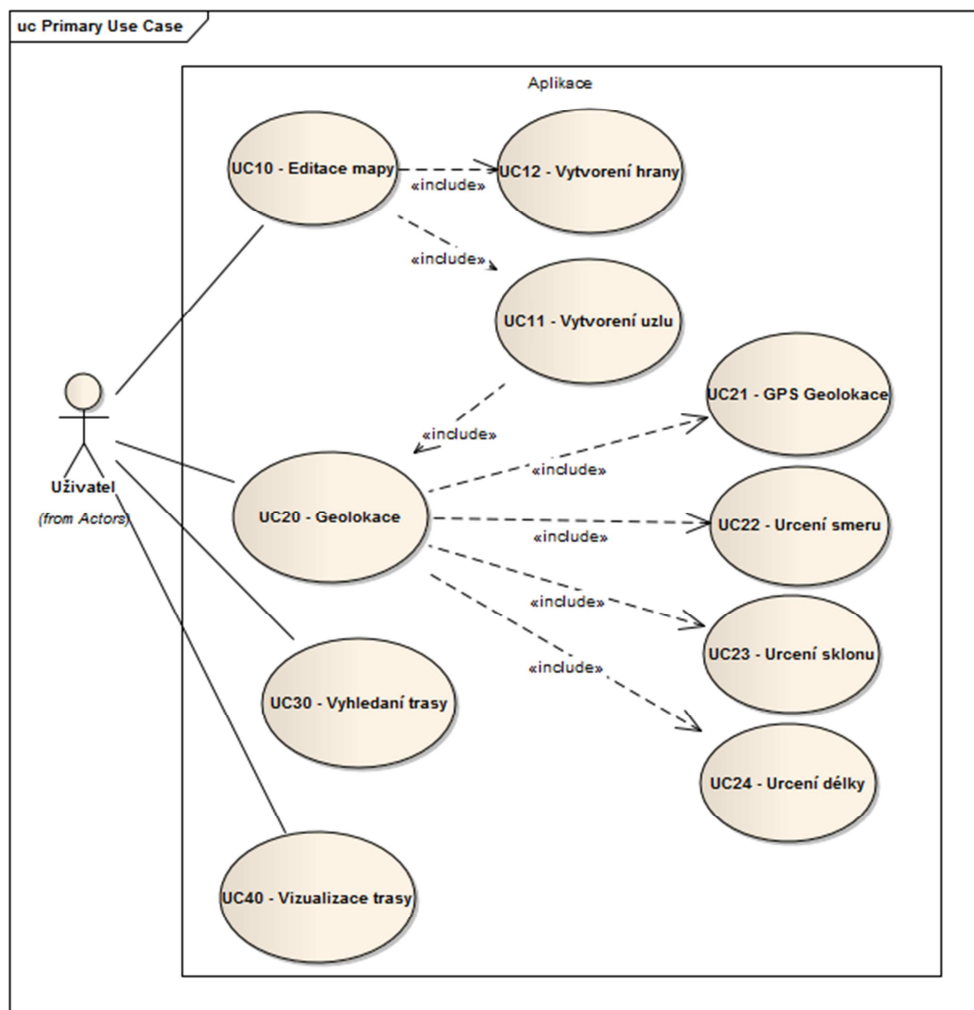 uc Primary Use Case
Aplikace
UC10 - Editace mapy
«include»
UC12 - Vytvorení hrany
«include»
UC11 - Vytvorení uzlu
«include»
UC21 - GPS Geolokace
«include»
Uživatel
(from Actors)
UC20 - Geolokace
«include»
UC22 - Urcení smeru
«include»
UC23 - Urcení sklonu
«include»
UC30 - Vyhledaní trasy
UC24 - Urcení délky
UC40 - Vizualizace trasy